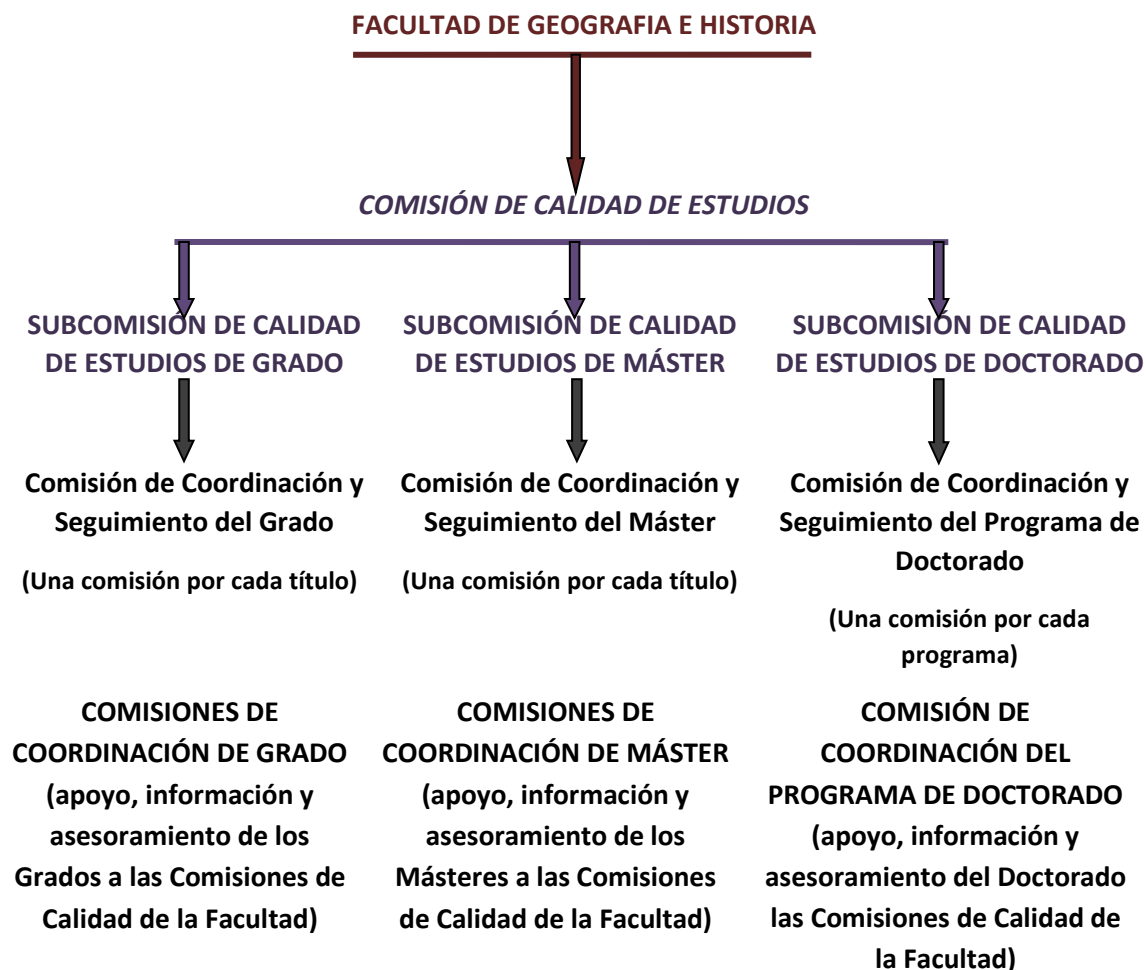 FACULTAD DE GEOGRAFIA E HISTORIA
COMISIÓN DE CALIDAD DE ESTUDIOS
SUBCOMISIÓN DE CALIDAD
DE ESTUDIOS DE GRADO
SUBCOMISIÓN DE CALIDAD
DE ESTUDIOS DE MÁSTER
SUBCOMISIÓN DE CALIDAD
DE ESTUDIOS DE DOCTORADO
Comisión de Coordinación y
Seguimiento del Grado
(Una comisión por cada título)
Comisión de Coordinación y
Seguimiento del Máster
(Una comisión por cada título)
Comisión de Coordinación y
Seguimiento del Programa de
Doctorado
(Una comisión por cada
programa)
COMISIONES DE
COORDINACIÓN DE GRADO
(apoyo, información y
asesoramiento de los
Grados a las Comisiones de
Calidad de la Facultad)
COMISIONES DE
COORDINACIÓN DE MÁSTER
(apoyo, información y
asesoramiento de los
Másteres a las Comisiones
de Calidad de la Facultad)
COMISIÓN DE
COORDINACIÓN DEL
PROGRAMA DE DOCTORADO
(apoyo, información y
asesoramiento del Doctorado
las Comisiones de Calidad de
la Facultad)